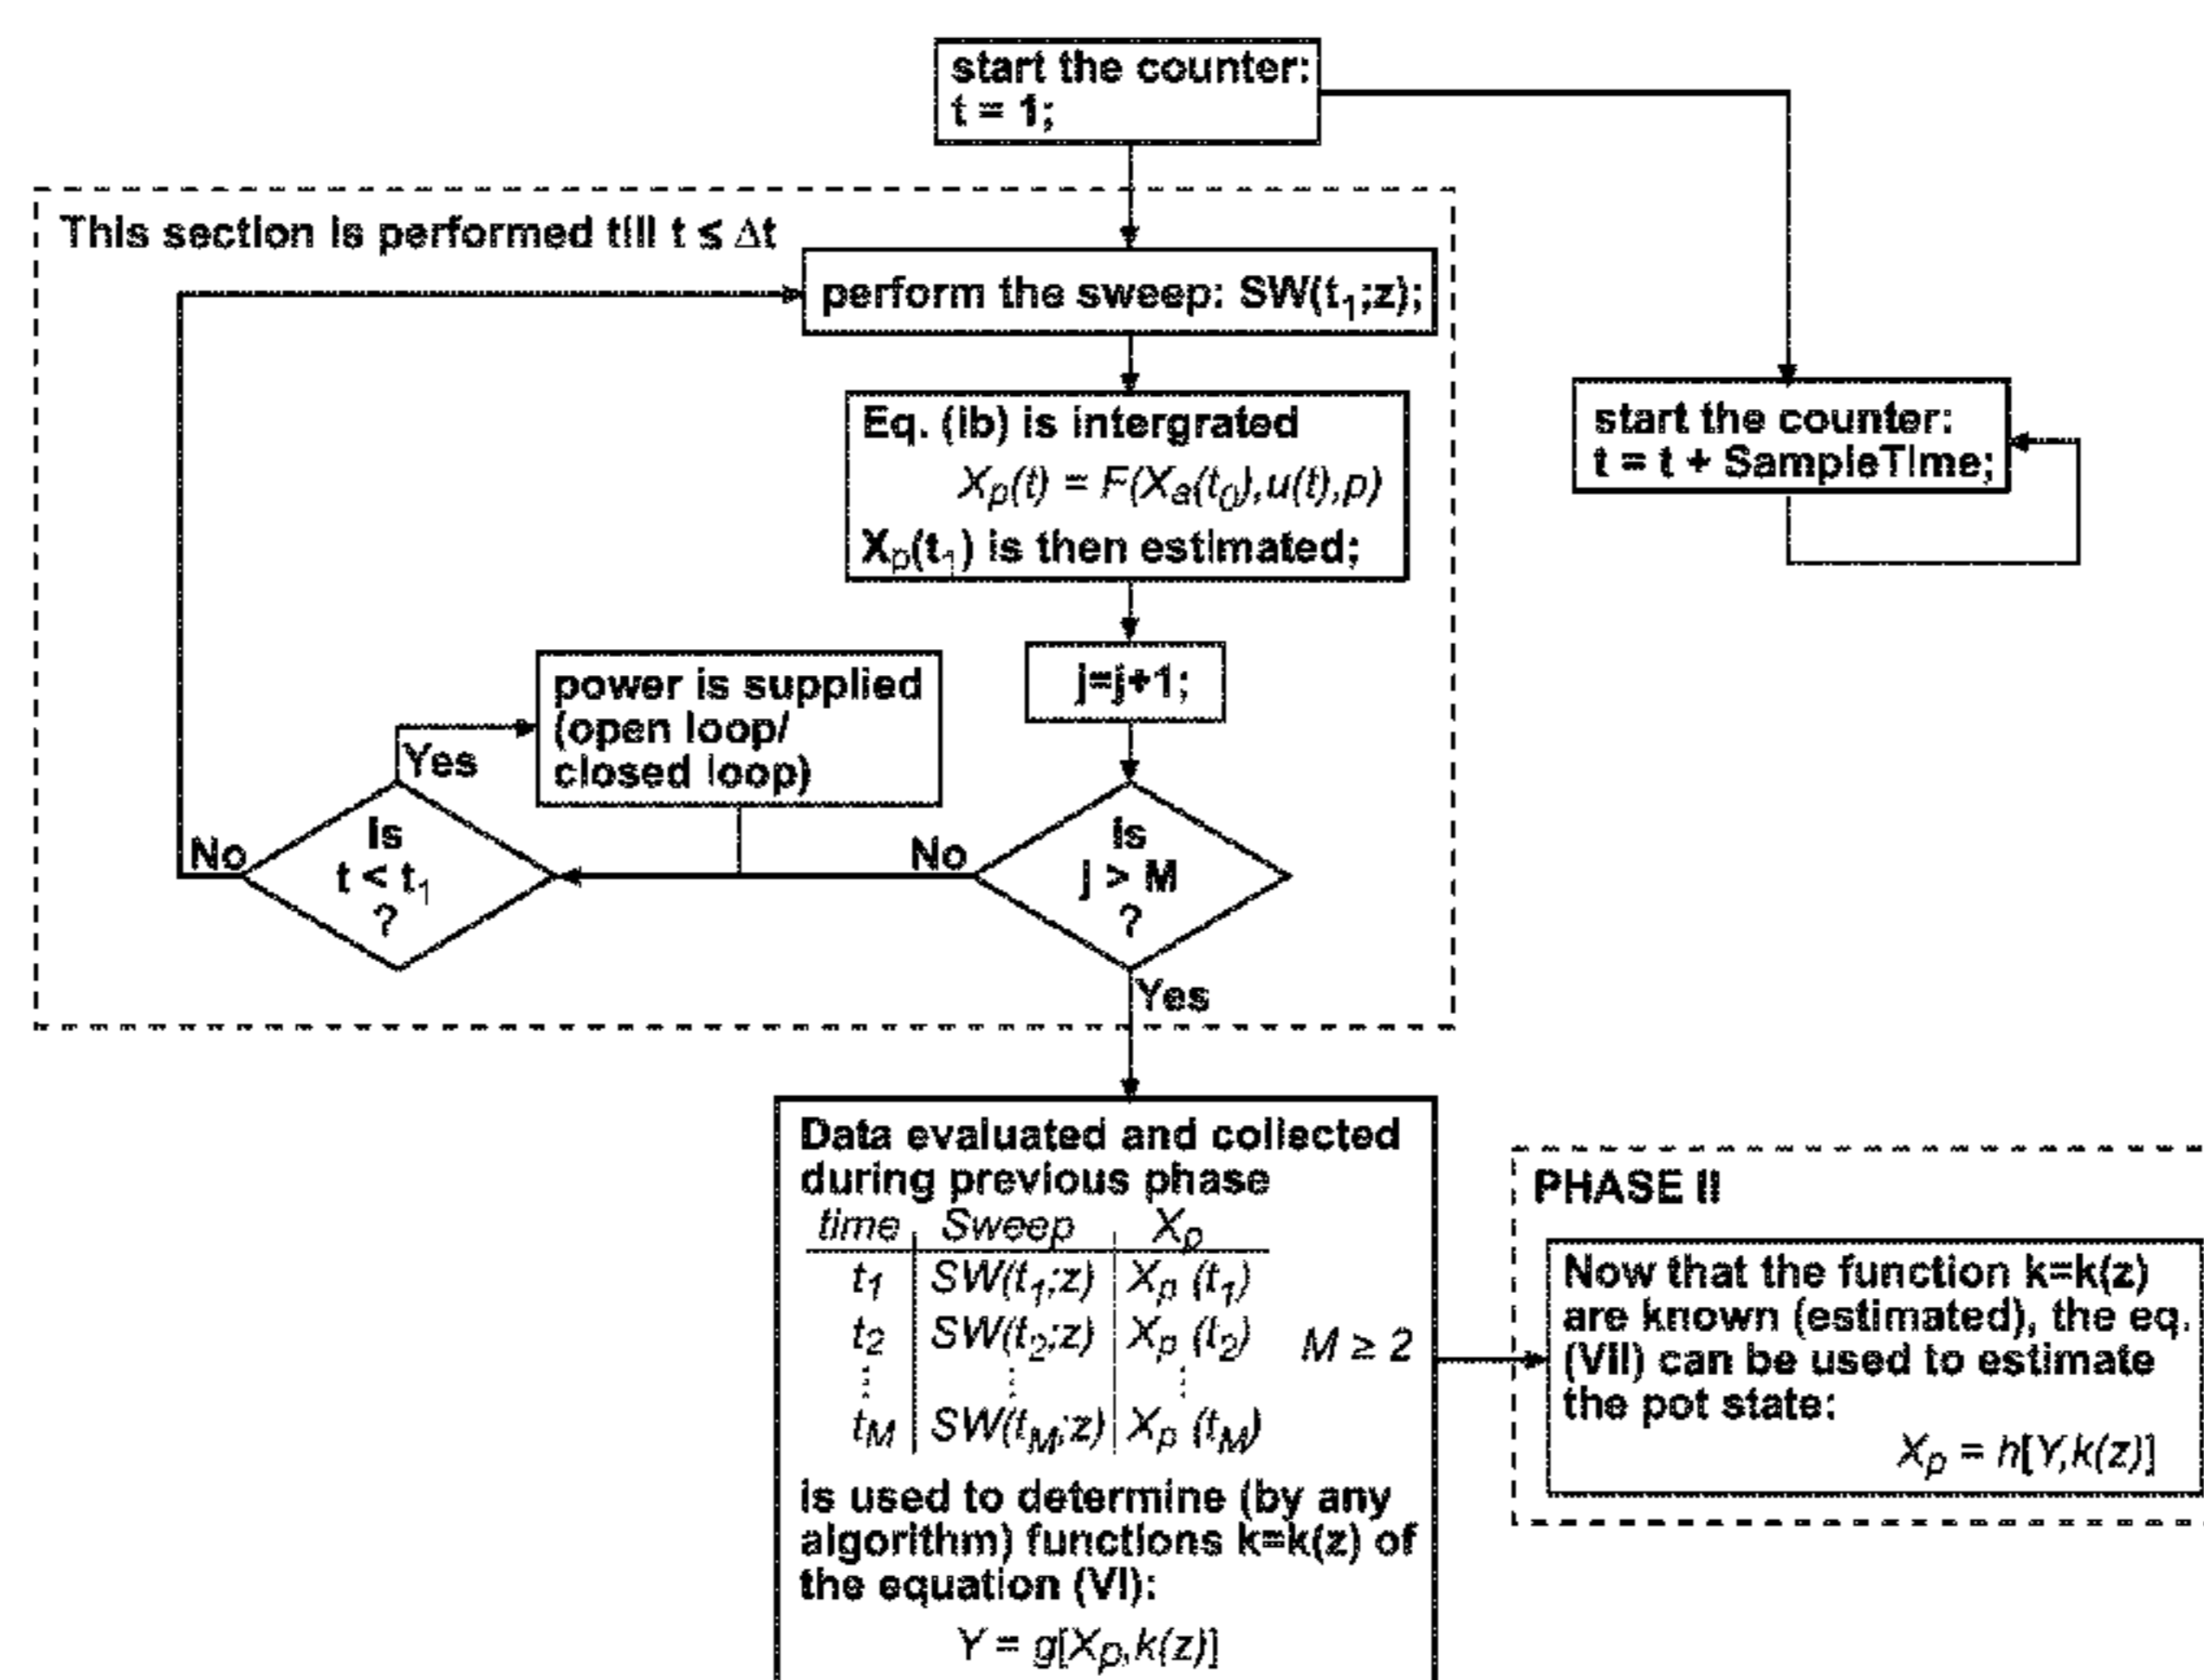 start the counter:
t = 1;
This section is performed till t ≤ Δt
perform the sweep: SW(t₁;z);
Eq. (Ib) is intergrated
Xₚ(t) = F(Xₐ(t₀),u(t),p)
Xₚ(t₁) is then estimated;
start the counter:
t = t + SampleTime;
j=j+1;
power is supplied
(open loop/
closed loop)
Yes
No
Is
t < t₁
?
No
Is
j > M
?
Yes
Data evaluated and collected
during previous phase
time Sweep Xₚ
t₁ SW(t₁;z) Xₚ (t₁)
t₂ SW(t₂;z) Xₚ (t₂) M ≥ 2
⋮ ⋮ ⋮
t_M SW(t_M;z) Xₚ (t_M)
is used to determine (by any
algorithm) functions k=k(z) of
the equation (VI):
Y = g[Xₚ,k(z)]
PHASE II
Now that the function k=k(z)
are known (estimated), the eq.
(VII) can be used to estimate
the pot state:
Xₚ = h[Y,k(z)]